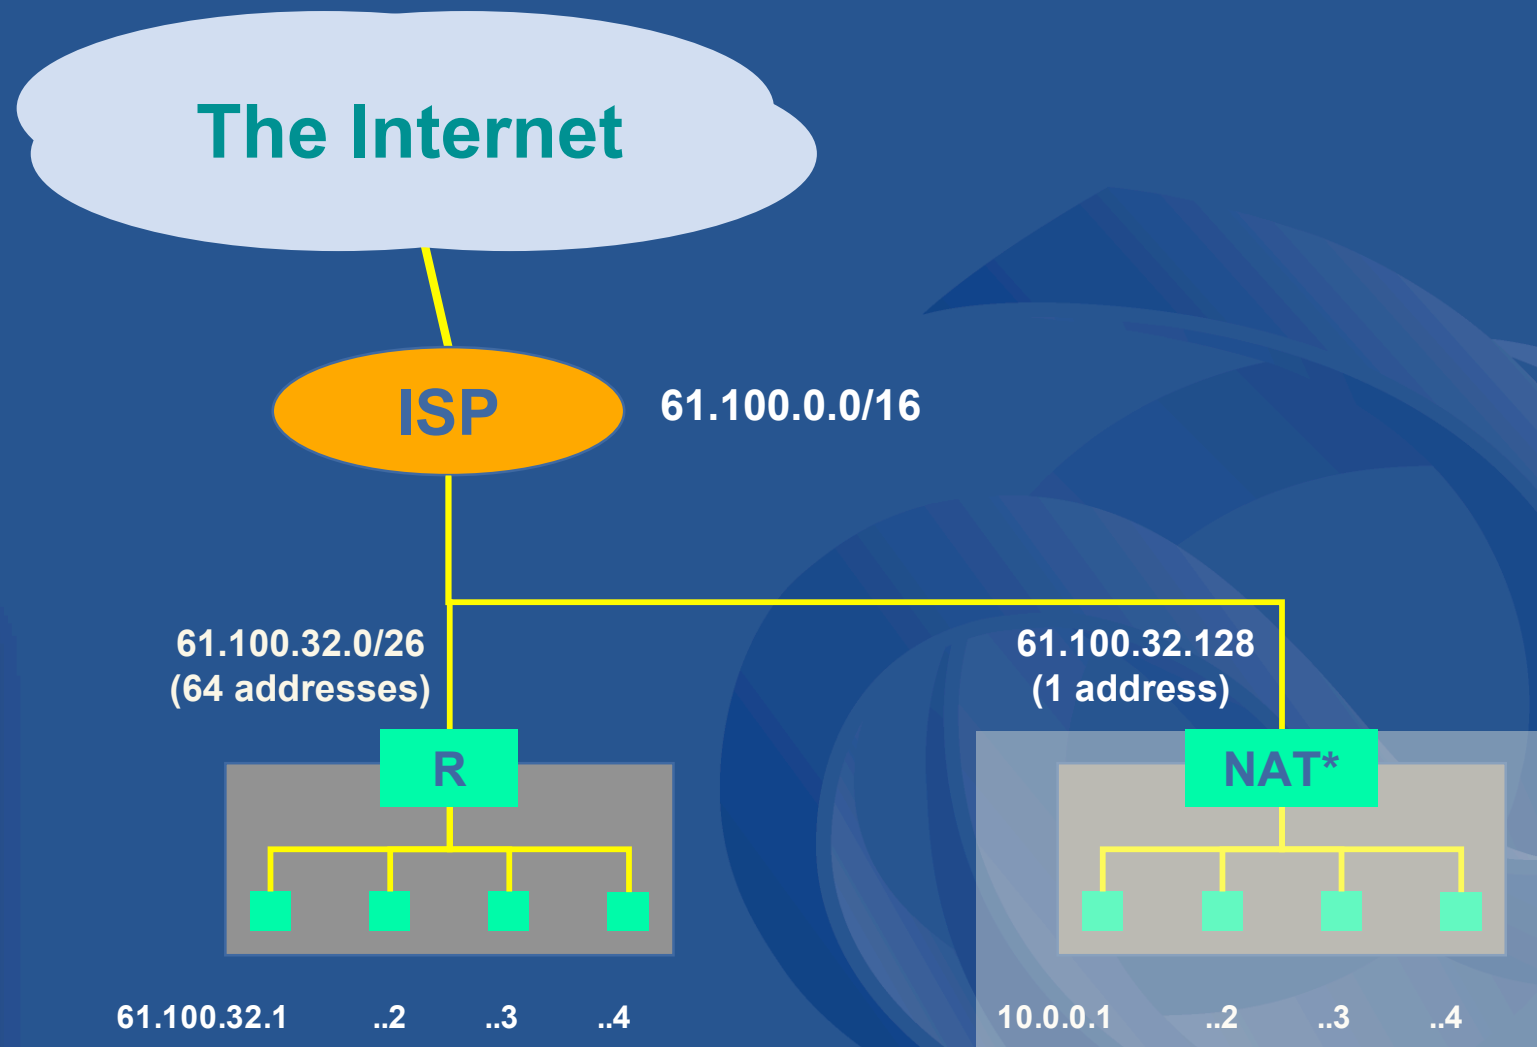 The Internet
ISP
61.100.0.0/16
61.100.32.0/26
(64 addresses)
61.100.32.128
(1 address)
R
NAT*
61.100.32.1 ..2 ..3 ..4
10.0.0.1 ..2 ..3 ..4